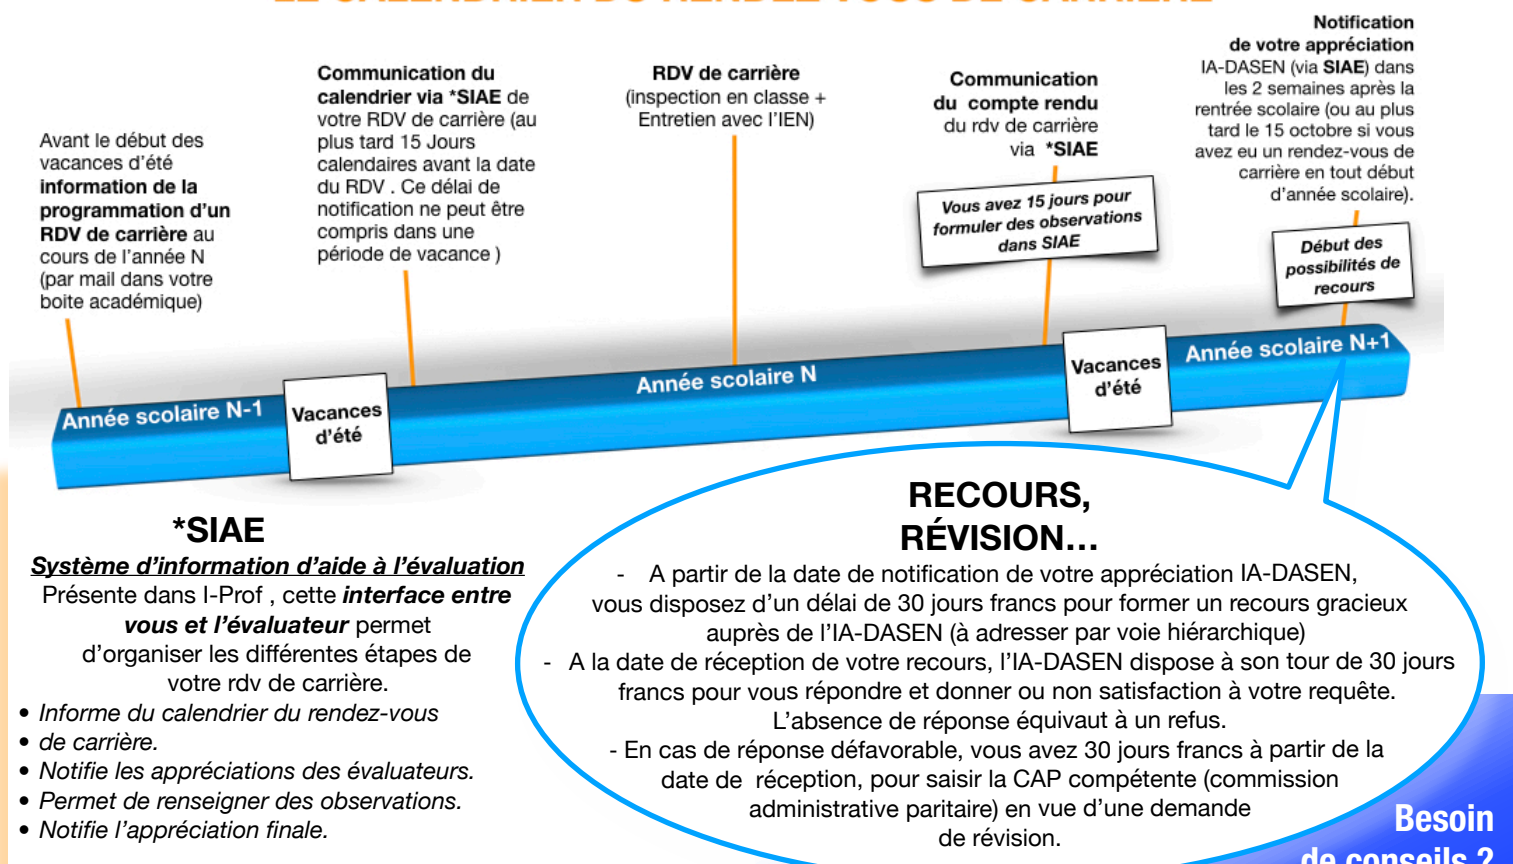 LE CALENDRIER DU RENDEZ-VOUS DE CARRIÈRE
Avant le début des
vacances d'été
information de la
programmation d'un
RDV de carrière au
cours de l'année N
(par mail dans votre
boite académique)
Communication du
calendrier via *SIAE de
votre RDV de carrière (au
plus tard 15 Jours
calendaires avant la date
du RDV . Ce délai de
notification ne peut être
compris dans une
période de vacance )
RDV de carrière
(inspection en classe +
Entretien avec l'IEN)
Communication
du compte rendu
du rdv de carrière
via *SIAE
Vous avez 15 jours pour
formuler des observations
dans SIAE
Notification
de votre appréciation
IA-DASEN (via SIAE) dans
les 2 semaines après la
rentrée scolaire (ou au plus
tard le 15 octobre si vous
avez eu un rendez-vous de
carrière en tout début
d'année scolaire).
Début des
possibilités de
recours
Année scolaire N-1
Vacances
d'été
Année scolaire N
Vacances
d'été
Année scolaire N+1
*SIAE
Système d'information d'aide à l'évaluation
Présente dans I-Prof , cette interface entre
vous et l'évaluateur permet
d'organiser les différentes étapes de
votre rdv de carrière.
• Informe du calendrier du rendez-vous
• de carrière.
• Notifie les appréciations des évaluateurs.
• Permet de renseigner des observations.
• Notifie l'appréciation finale.
RECOURS,
RÉVISION...
- A partir de la date de notification de votre appréciation IA-DASEN,
vous disposez d'un délai de 30 jours francs pour former un recours gracieux
auprès de l'IA-DASEN (à adresser par voie hiérarchique)
- A la date de réception de votre recours, l'IA-DASEN dispose à son tour de 30 jours
francs pour vous répondre et donner ou non satisfaction à votre requête.
L'absence de réponse équivaut à un refus.
- En cas de réponse défavorable, vous avez 30 jours francs à partir de la
date de réception, pour saisir la CAP compétente (commission
administrative paritaire) en vue d'une demande
de révision.
Besoin
de conseils ?